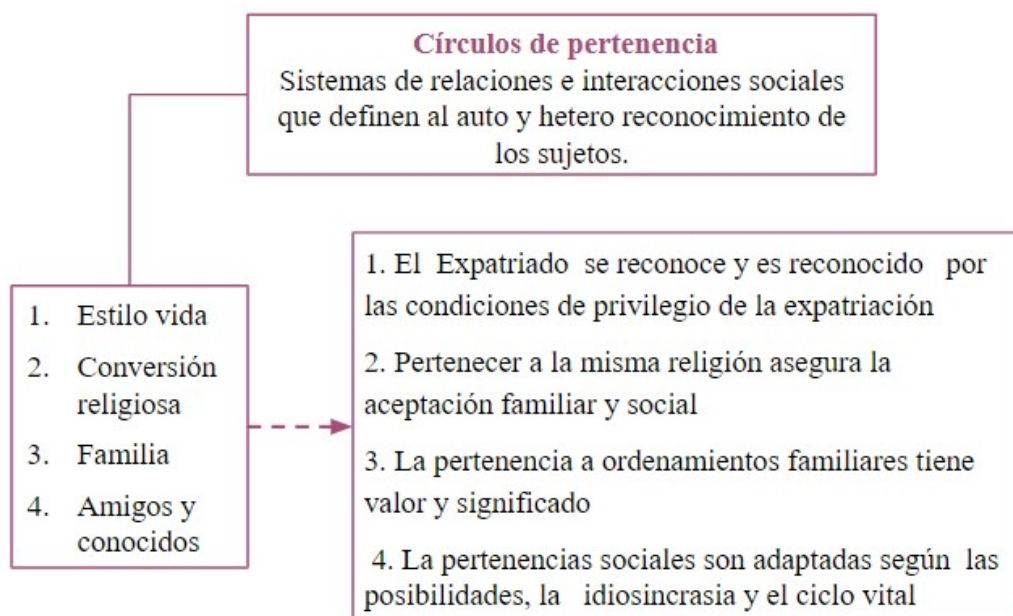 Círculos de pertenencia
Sistemas de relaciones e interacciones sociales
que definen al auto y hetero reconocimiento de
los sujetos.
1. Estilo vida
2. Conversión
religiosa
3. Familia
4. Amigos y
conocidos
1. El Expatriado se reconoce y es reconocido por
las condiciones de privilegio de la expatriación
2. Pertenecer a la misma religión asegura la
aceptación familiar y social
3. La pertenencia a ordenamientos familiares tiene
valor y significado
4. La pertenencias sociales son adaptadas según las
posibilidades, la idiosincrasia y el ciclo vital